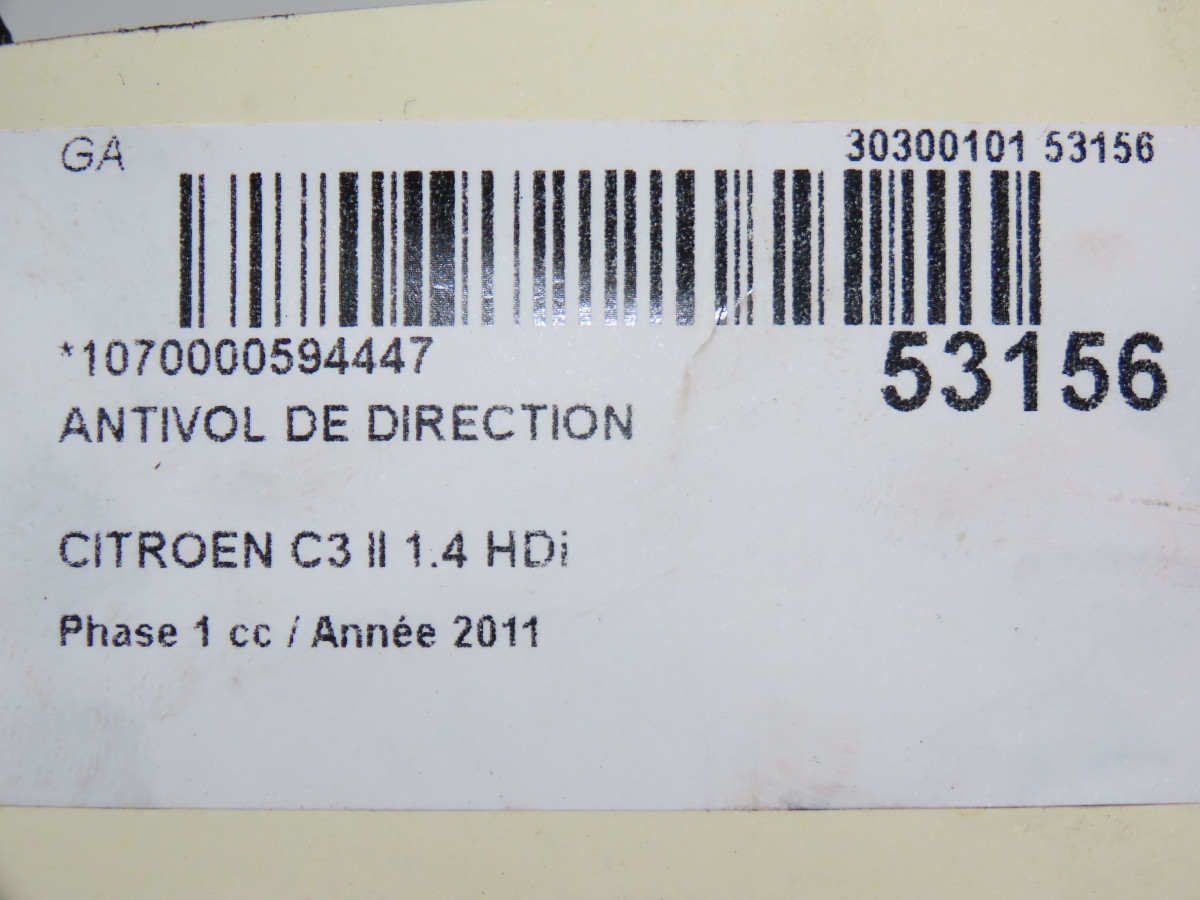 GA 30300101 53156
*1070000594447
53156
ANTIVOL DE DIRECTION
CITROEN C3 II 1.4 HDi
Phase 1 cc / Année 2011